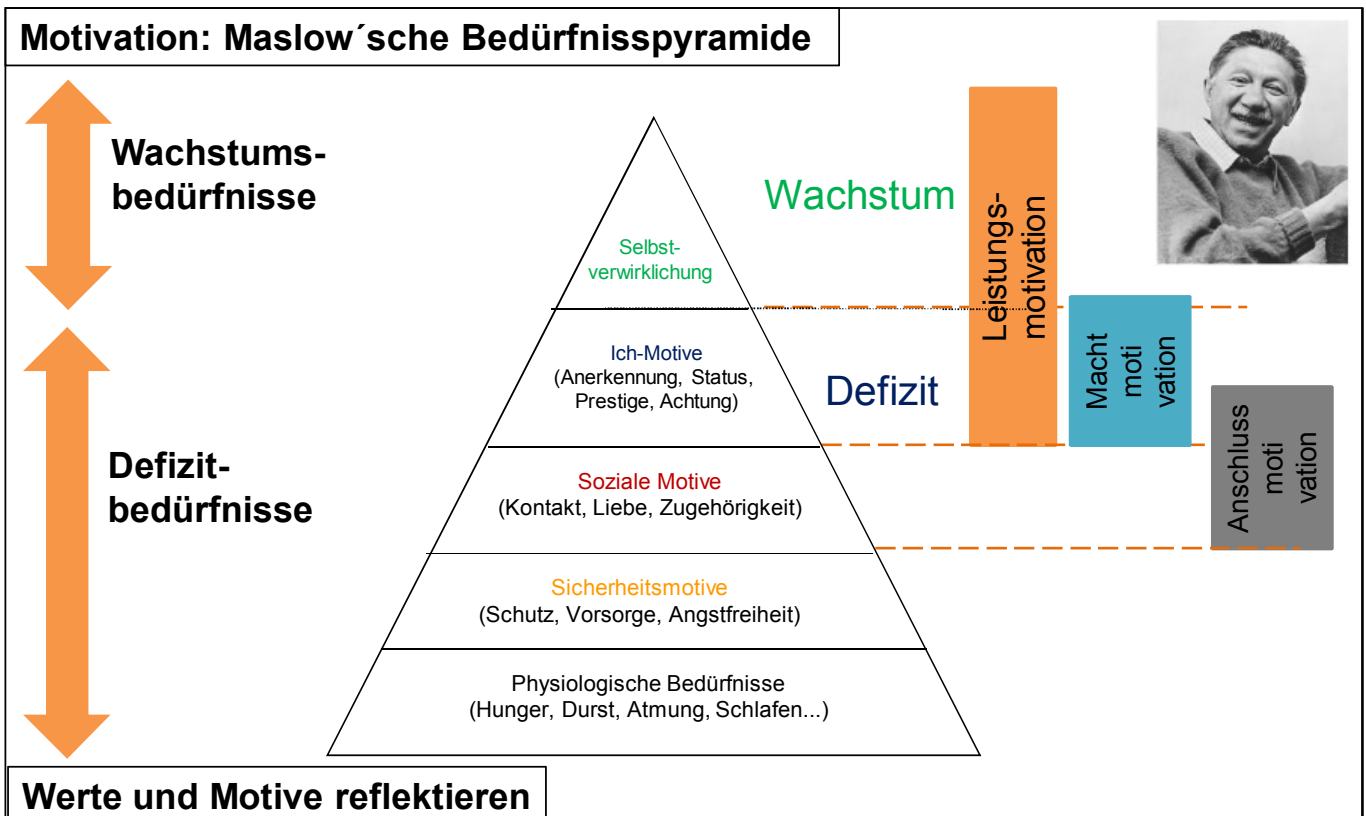 Motivation: Maslow´sche Bedürfnispyramide
Wachstums-
bedürfnisse
Wachstum
Selbst-
verwirklichung
Leistungs-
motivation
Ich-Motive
(Anerkennung, Status,
Prestige, Achtung)
Defizit
Macht
moti
vation
Anschluss
moti
vation
Defizit-
bedürfnisse
Soziale Motive
(Kontakt, Liebe, Zugehörigkeit)
Sicherheitsmotive
(Schutz, Vorsorge, Angstfreiheit)
Physiologische Bedürfnisse
(Hunger, Durst, Atmung, Schlafen...)
Werte und Motive reflektieren